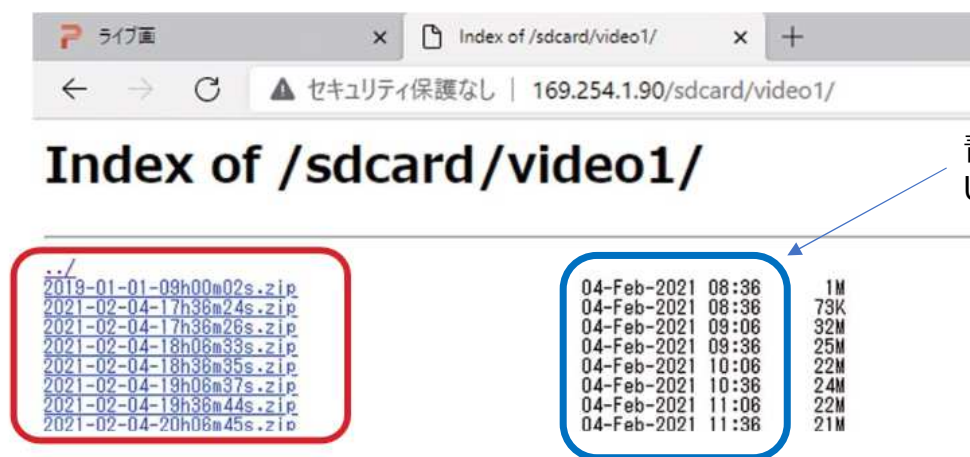 ライブ画
Index of /sdcard/video1/
セキュリティ保護なし | 169.254.1.90/sdcard/video1/
Index of /sdcard/video1/
../
2019-01-01-09h00m02s.zip 04-Feb-2021 08:36 1M
2021-02-04-17h36m24s.zip 04-Feb-2021 08:36 73K
2021-02-04-17h36m26s.zip 04-Feb-2021 09:06 32M
2021-02-04-18h06m33s.zip 04-Feb-2021 09:36 25M
2021-02-04-18h36m35s.zip 04-Feb-2021 10:06 22M
2021-02-04-19h06m37s.zip 04-Feb-2021 10:36 24M
2021-02-04-19h36m44s.zip 04-Feb-2021 11:06 22M
2021-02-04-20h06m45s.zip 04-Feb-2021 11:36 21M